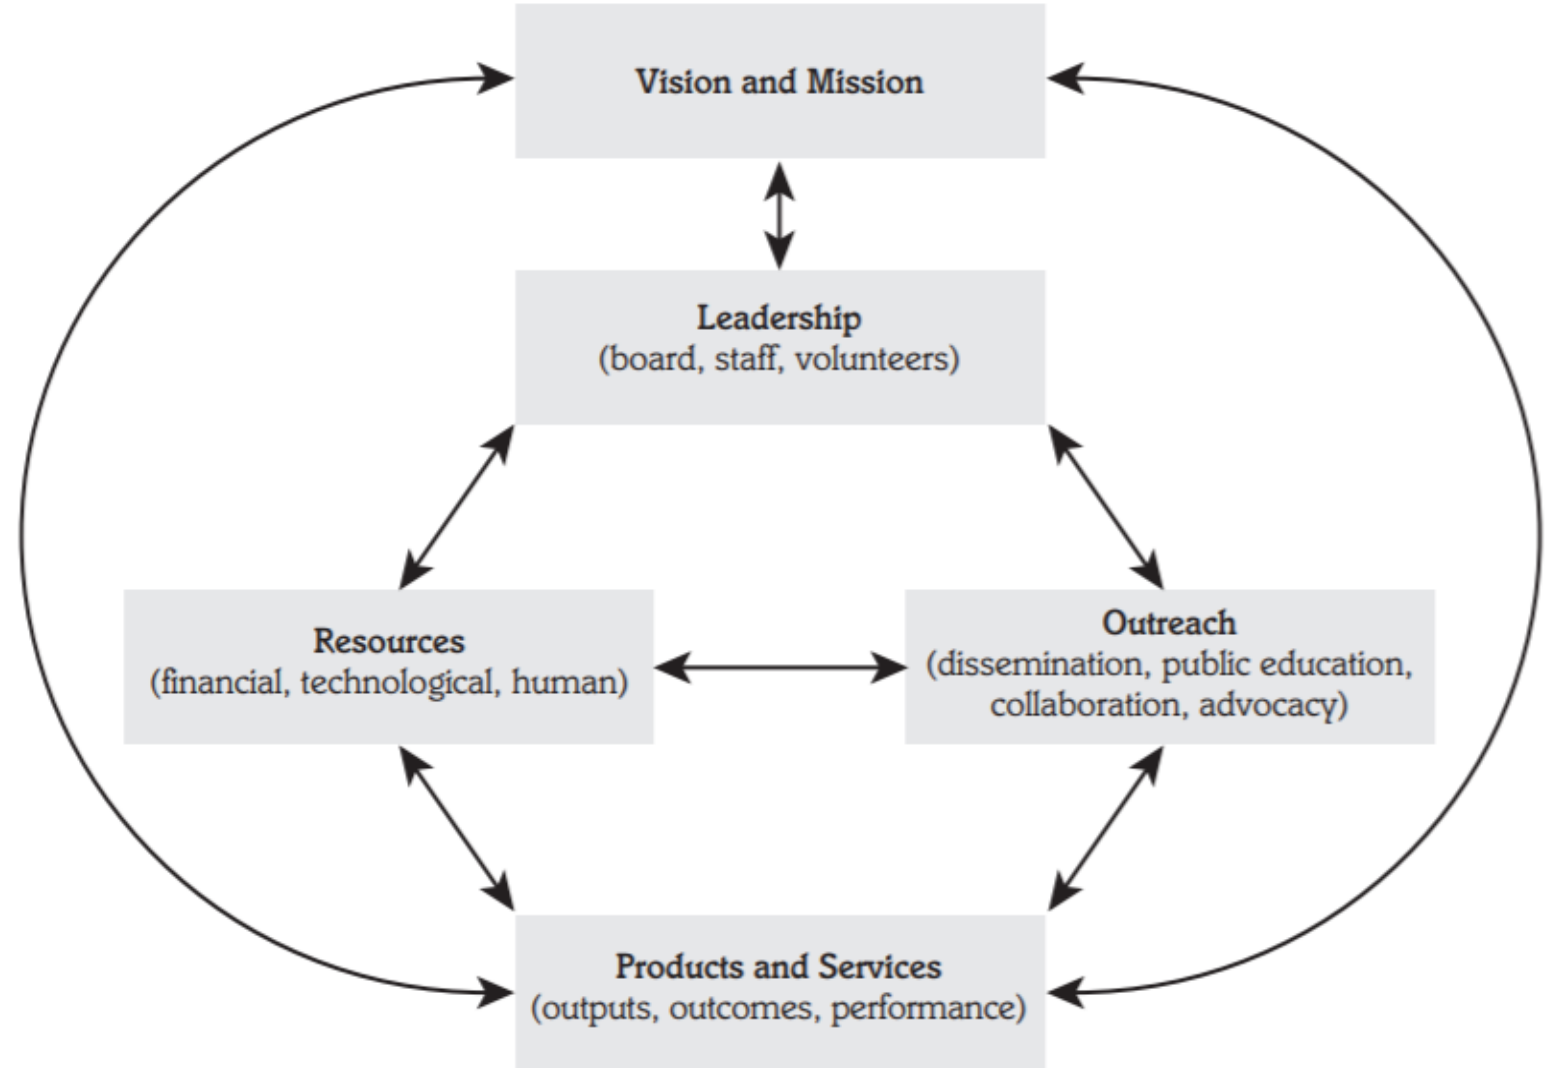 Vision and Mission
Leadership
(board, staff, volunteers)
Resources
(financial, technological, human)
Outreach
(dissemination, public education,
collaboration, advocacy)
Products and Services
(outputs, outcomes, performance)